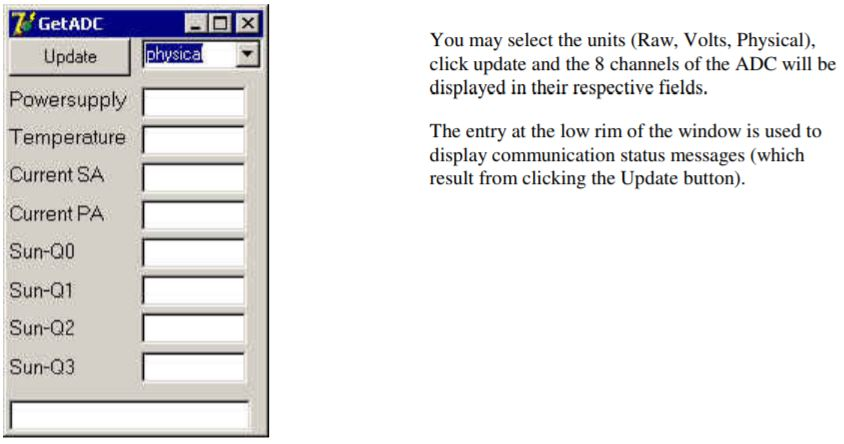 GetADC
Update
physical
Powersupply
Temperature
Current SA
Current PA
Sun-Q0
Sun-Q1
Sun-Q2
Sun-Q3
You may select the units (Raw, Volts, Physical),
click update and the 8 channels of the ADC will be
displayed in their respective fields.
The entry at the low rim of the window is used to
display communication status messages (which
result from clicking the Update button).